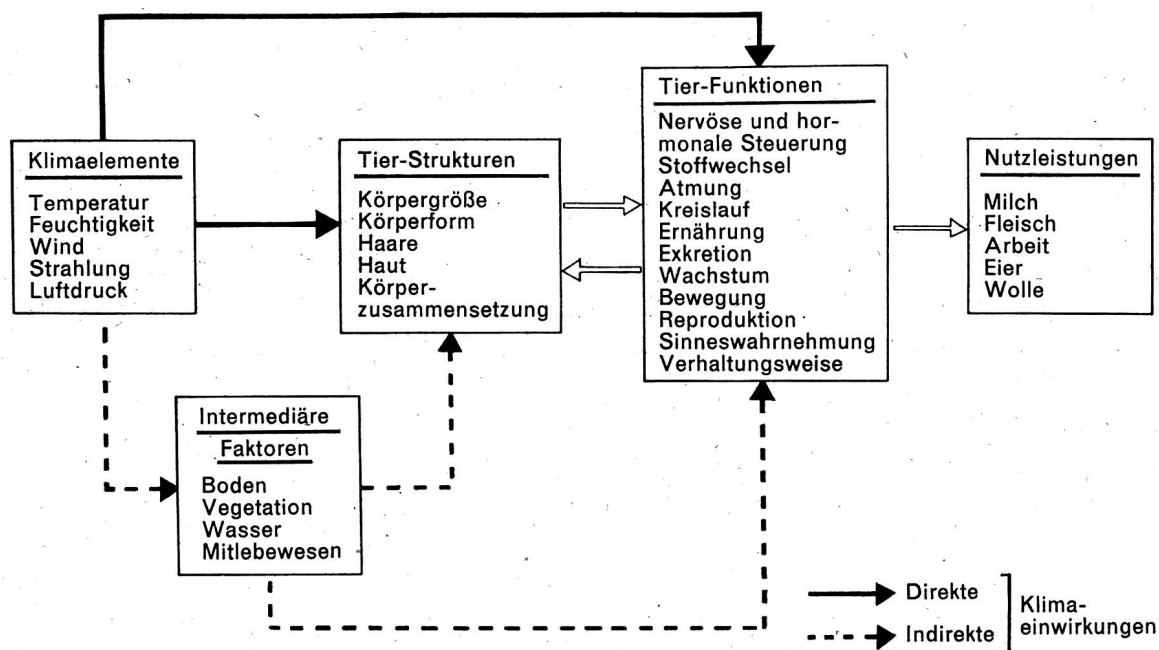 Klimaelemente
Temperatur
Feuchtigkeit
Wind
Strahlung
Luftdruck
Tier-Strukturen
Körpergröße
Körperform
Haare
Haut
Körper-
zusammensetzung
Tier-Funktionen
Nervöse und hor-
monale Steuerung
Stoffwechsel
Atmung
Kreislauf
Ernährung
Exkretion
Wachstum
Bewegung
Reproduktion
Sinneswahrnehmung
Verhaltungsweise
Nutzleistungen
Milch
Fleisch
Arbeit
Eier
Wolle
Intermediäre
Faktoren
Boden
Vegetation
Wasser
Mitlebewesen
Direkte
Indirekte
Klima-
einwirkungen